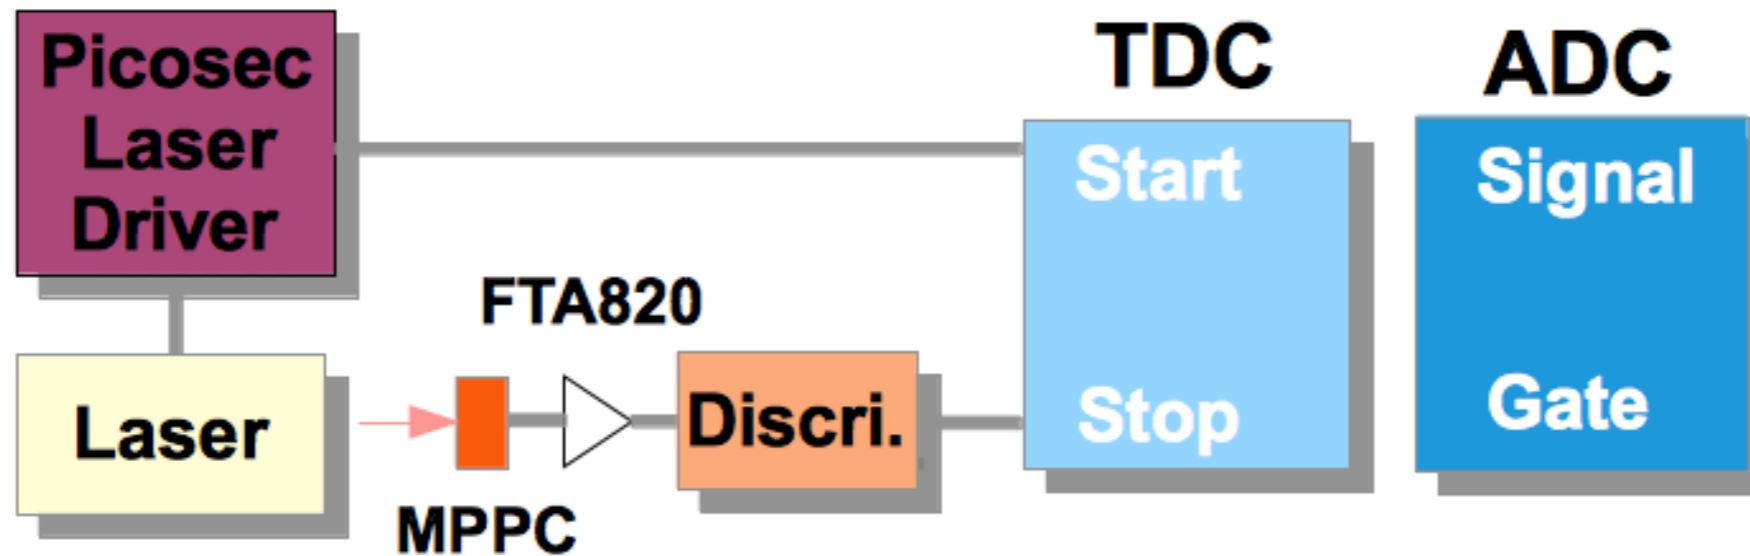 Picosec
Laser
Driver
TDC
ADC
Start
Signal
FTA820
Laser
Discri.
Stop
Gate
MPPC